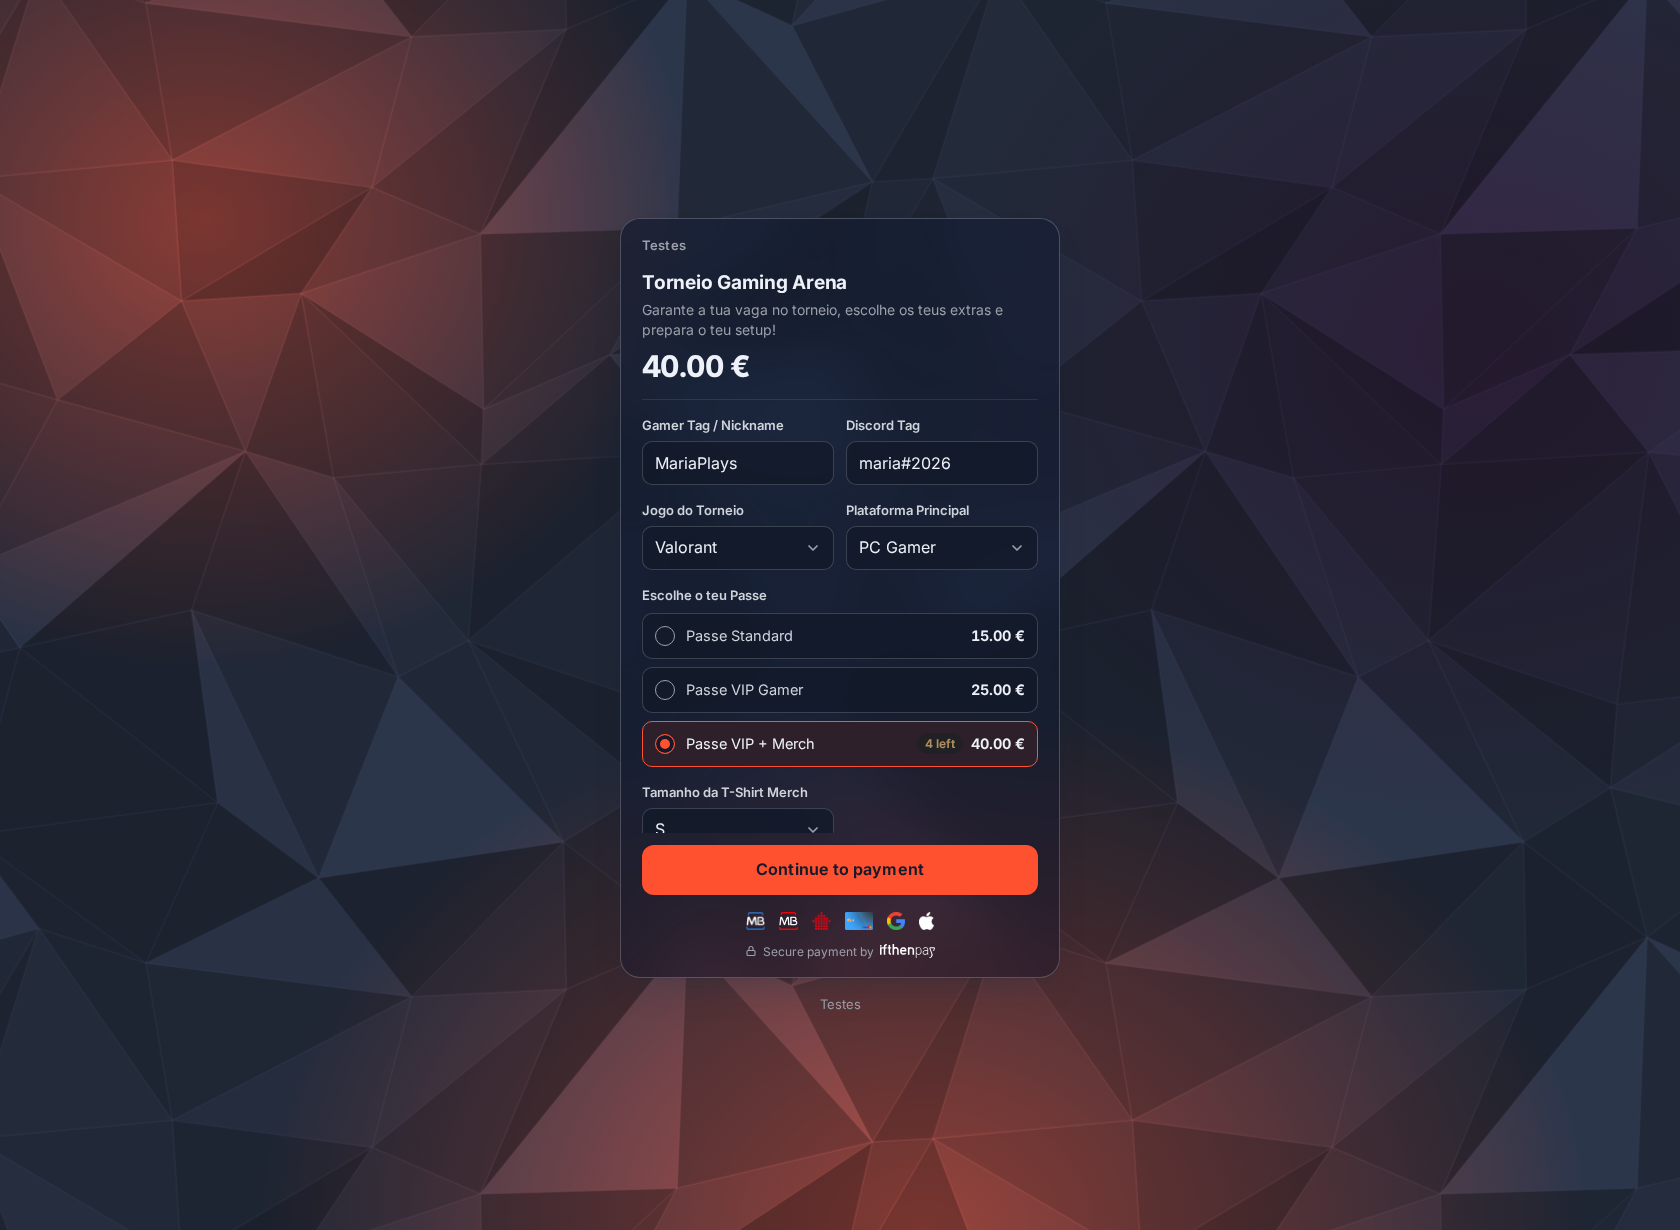 Testes
Torneio Gaming Arena
Garante a tua vaga no torneio, escolhe os teus extras e
prepara o teu setup!
40.00 €
Gamer Tag / Nickname
Discord Tag
MariaPlays
maria#2026
Jogo do Torneio
Plataforma Principal
Valorant
PC Gamer
Escolhe o teu Passe
Passe Standard 15.00 €
Passe VIP Gamer 25.00 €
Passe VIP + Merch 4 left 40.00 €
Tamanho da T-Shirt Merch
S
Continue to payment
MB MB
Secure payment by ifthenpay
Testes